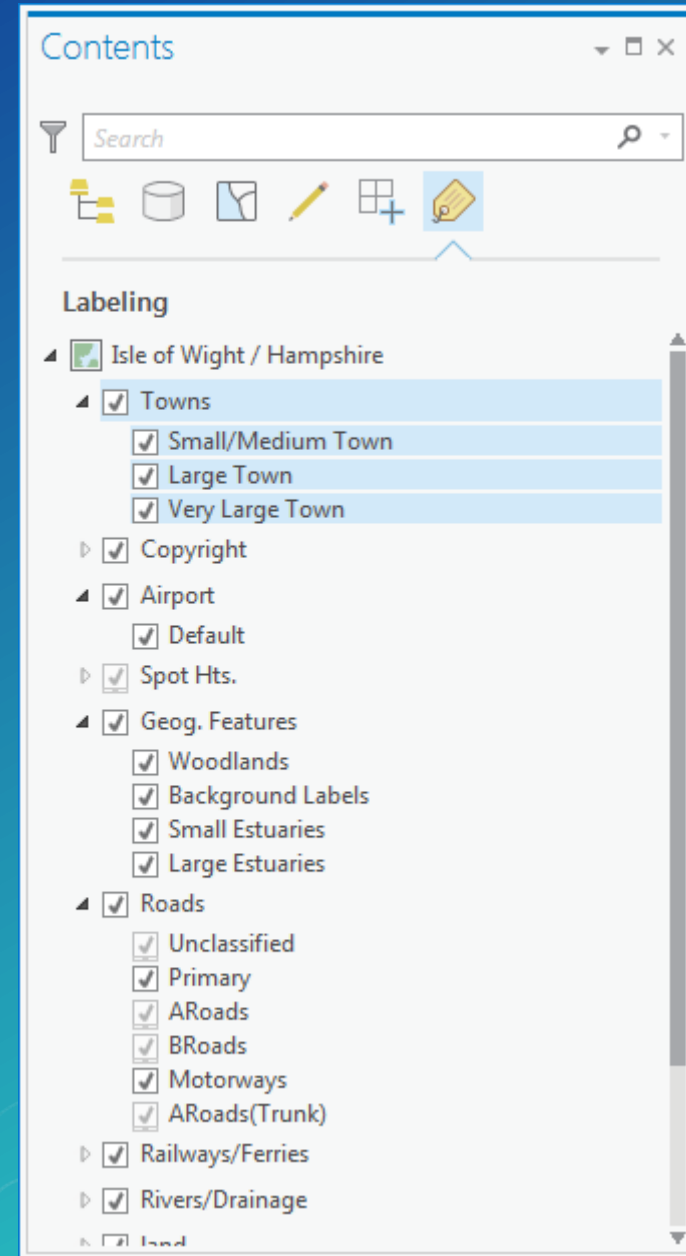 Contents
Search
Labeling
Isle of Wight / Hampshire
Towns
Small/Medium Town
Large Town
Very Large Town
Copyright
Airport
Default
Spot Hts.
Geog. Features
Woodlands
Background Labels
Small Estuaries
Large Estuaries
Roads
Unclassified
Primary
ARoads
BRoads
Motorways
ARoads(Trunk)
Railways/Ferries
Rivers/Drainage
land